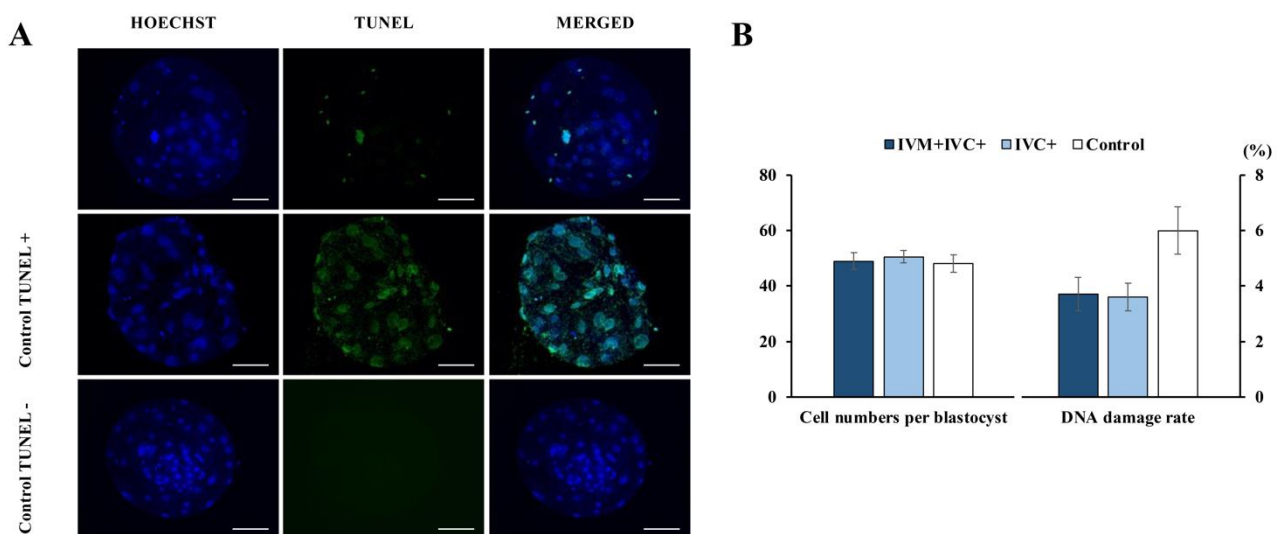 A
HOECHST TUNEL MERGED
Control TUNEL +
Control TUNEL -
B
IVM+IVC+ IVC+ Control
(%)
80 8
60 6
40 4
20 2
0 0
Cell numbers per blastocyst DNA damage rate